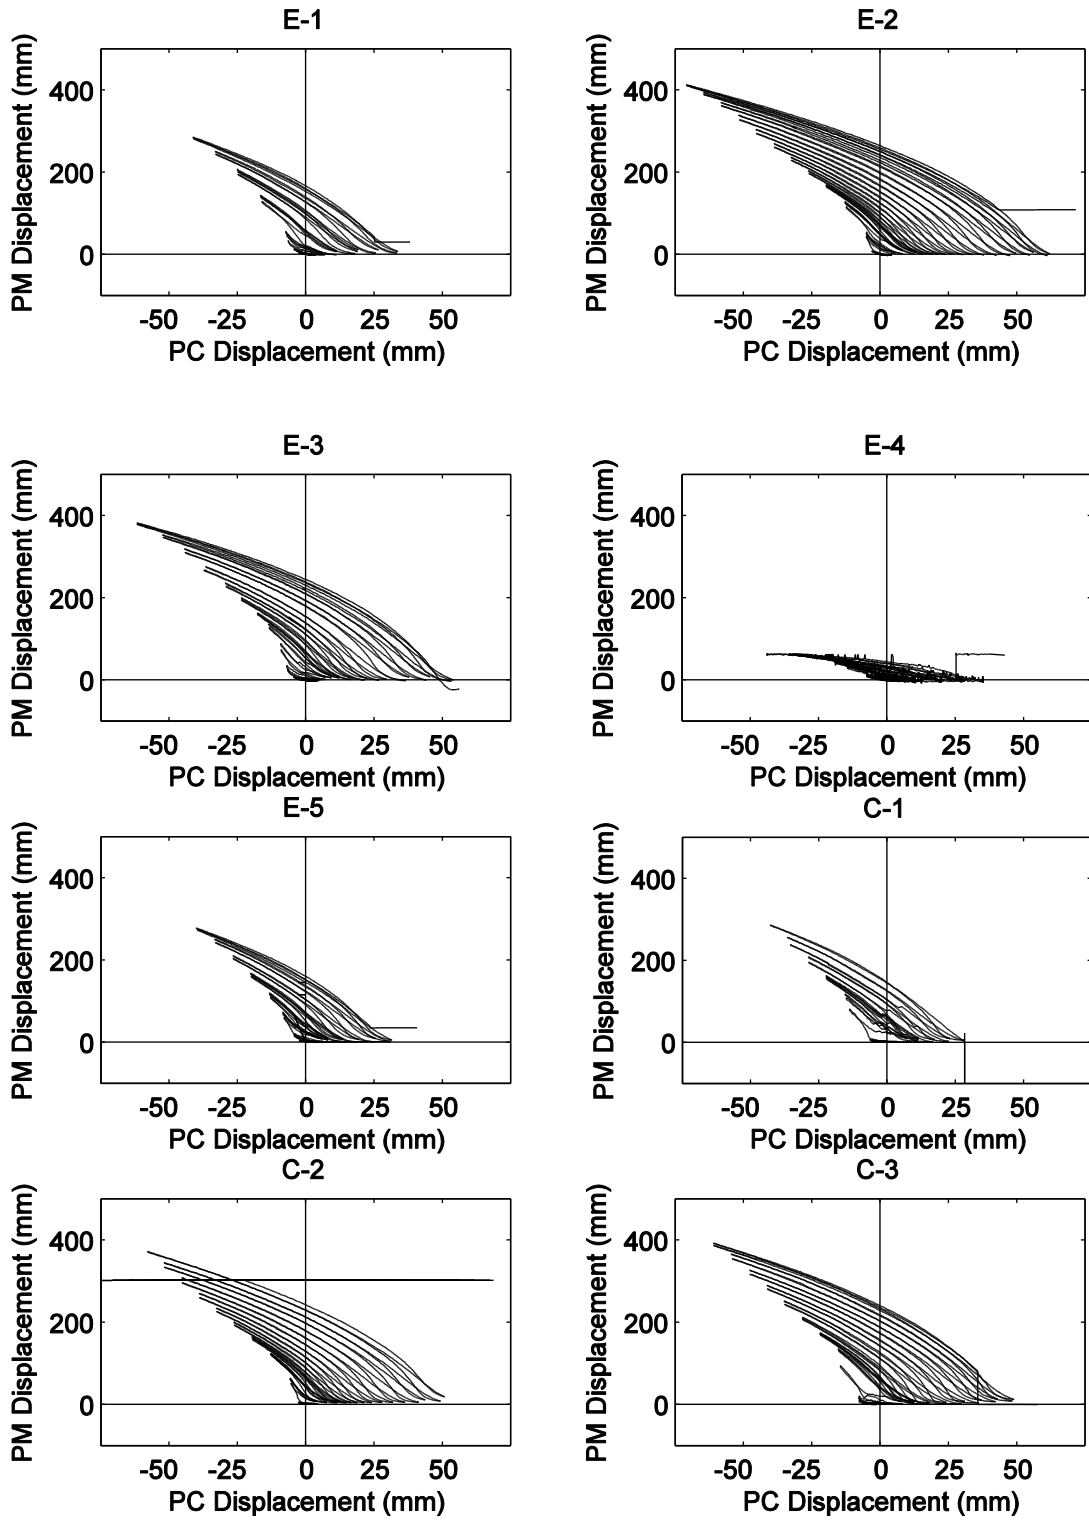 E-1
E-2
PM Displacement (mm)
400
200
0
-50 -25 0 25 50
PC Displacement (mm)
PM Displacement (mm)
400
200
0
-50 -25 0 25 50
PC Displacement (mm)
E-3
E-4
PM Displacement (mm)
400
200
0
-50 -25 0 25 50
PC Displacement (mm)
PM Displacement (mm)
400
200
0
-50 -25 0 25 50
PC Displacement (mm)
E-5
C-1
PM Displacement (mm)
400
200
0
-50 -25 0 25 50
PC Displacement (mm)
PM Displacement (mm)
400
200
0
-50 -25 0 25 50
PC Displacement (mm)
C-2
C-3
PM Displacement (mm)
400
200
0
-50 -25 0 25 50
PC Displacement (mm)
PM Displacement (mm)
400
200
0
-50 -25 0 25 50
PC Displacement (mm)